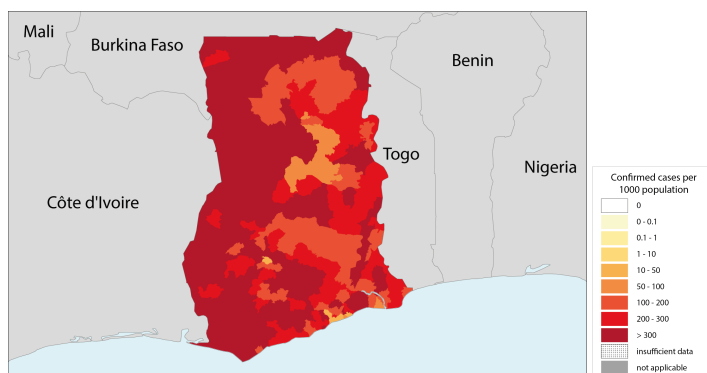 Mali
Burkina Faso
Benin
Togo
Nigeria
Côte d'Ivoire
Confirmed cases per
1000 population
0
0 - 0.1
0.1 - 1
1 - 10
10 - 50
50 - 100
100 - 200
200 - 300
> 300
insufficient data
not applicable